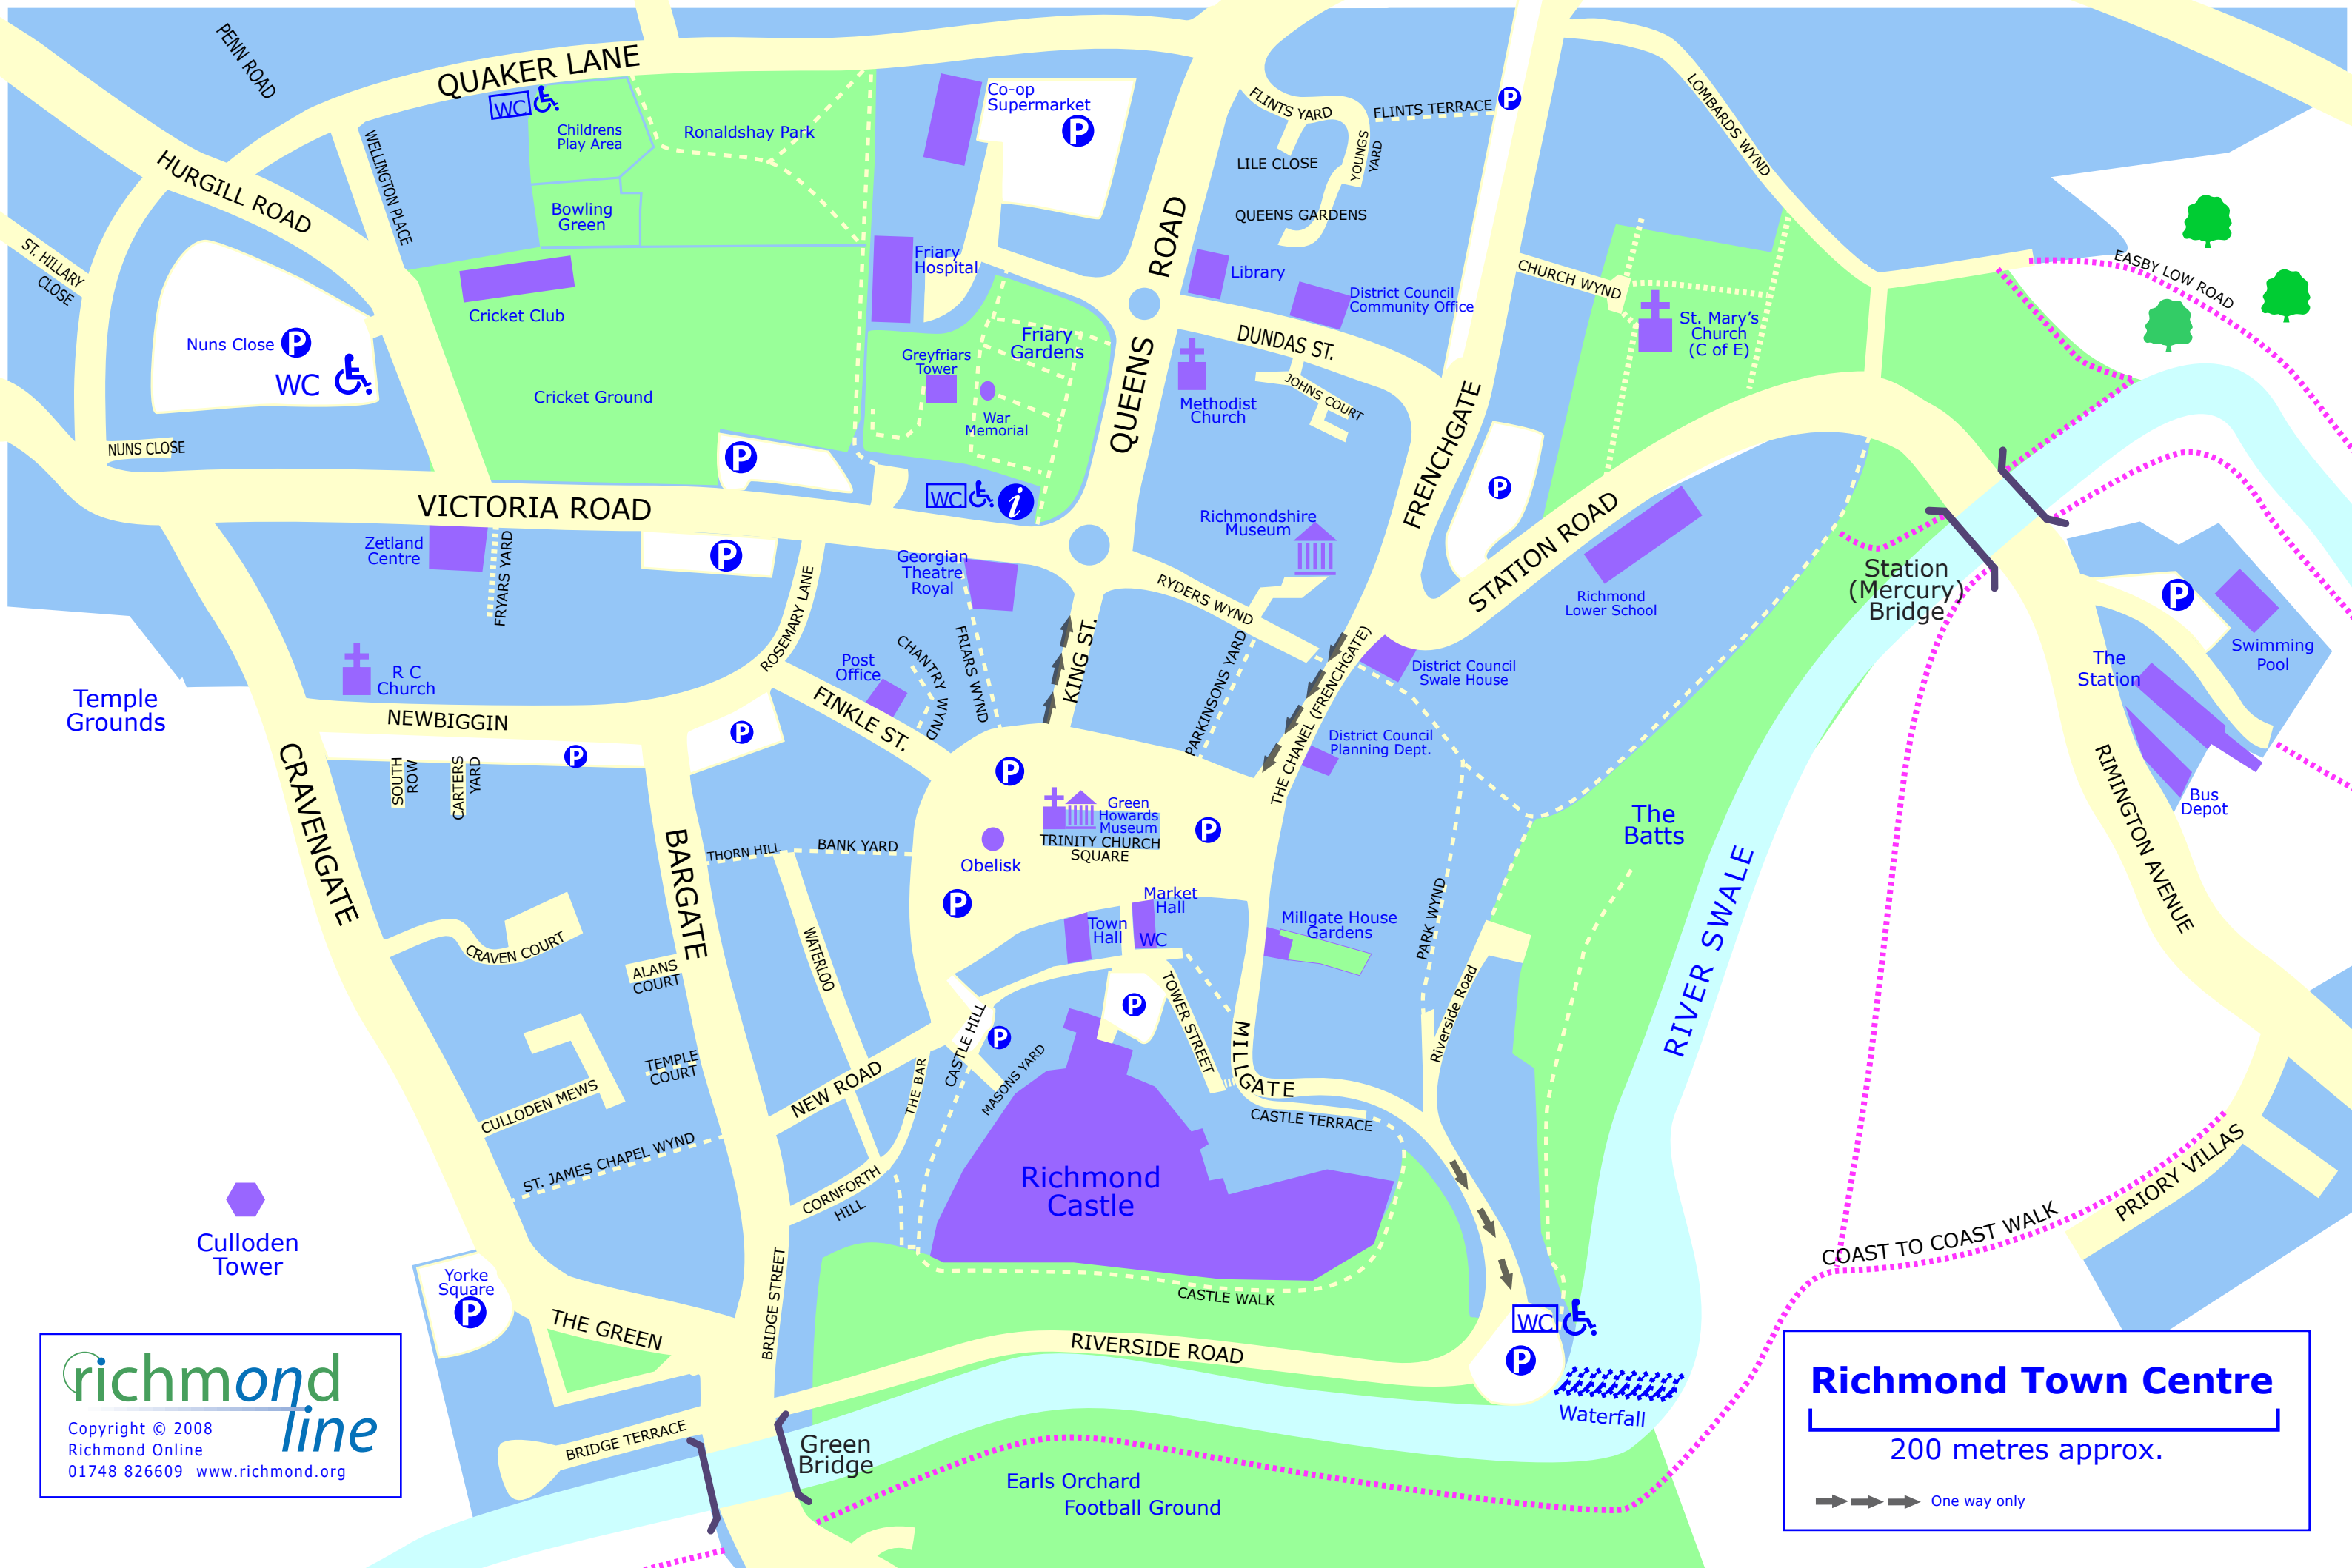 PENN ROAD
QUAKER LANE
WC
Childrens
Play Area
Ronaldshay Park
Bowling
Green
Co-op
Supermarket
P
FLINTS YARD
FLINTS TERRACE
P
YOUNGS
YARD
LILE CLOSE
QUEENS GARDENS
LOMBARDS WYND
HURGILL ROAD
WELLINGTON PLACE
ST. HILLARY
CLOSE
Nuns Close
P
WC
NUNS CLOSE
Cricket Club
Cricket Ground
Friary
Hospital
Friary
Gardens
Greyfriars
Tower
War
Memorial
QUEENS
ROAD
Library
District Council
Community Office
DUNDAS ST.
JOHNS COURT
Methodist
Church
CHURCH WYND
St. Mary's
Church
(C of E)
EASBY LOW ROAD
VICTORIA ROAD
P
P
WC
i
Zetland
Centre
FRYARS YARD
Georgian
Theatre
Royal
Richmondshire
Museum
FRENCHGATE
P
STATION ROAD
Richmond
Lower School
Station
(Mercury)
Bridge
P
Swimming
Pool
The
Station
Bus
Depot
RIMINGTON AVENUE
RYDERS WYND
ROSEMARY LANE
R C
Church
NEWBIGGIN
Temple
Grounds
Post
Office
CHANTRY WYND
FRIARS WYND
KING ST.
PARKINSONS YARD
THE CHANEL (FRENCHGATE)
District Council
Swale House
District Council
Planning Dept.
FINKLE ST.
P
P
SOUTH
ROW
CARTERS
YARD
CRAVENGATE
BARGATE
P
Green
Howards
Museum
TRINITY CHURCH
SQUARE
P
Obelisk
P
THORN HILL
BANK YARD
WATERLOO
The
Batts
RIVER SWALE
Market
Hall
Town
Hall
WC
Millgate House
Gardens
PARK WYND
Riverside Road
CRAVEN COURT
ALANS
COURT
TEMPLE
COURT
CULLODEN MEWS
ST. JAMES CHAPEL WYND
NEW ROAD
THE BAR
CASTLE HILL
P
MASONS YARD
P
TOWER STREET
MILLGATE
CASTLE TERRACE
CORNFORTH
HILL
Richmond
Castle
CASTLE WALK
Culloden
Tower
Yorke
Square
P
THE GREEN
BRIDGE STREET
RIVERSIDE ROAD
WC
P
Waterfall
COAST TO COAST WALK
PRIORY VILLAS
BRIDGE TERRACE
Green
Bridge
Earls Orchard
Football Ground
richmond
line
Copyright © 2008
Richmond Online
01748 826609 www.richmond.org
Richmond Town Centre
200 metres approx.
One way only